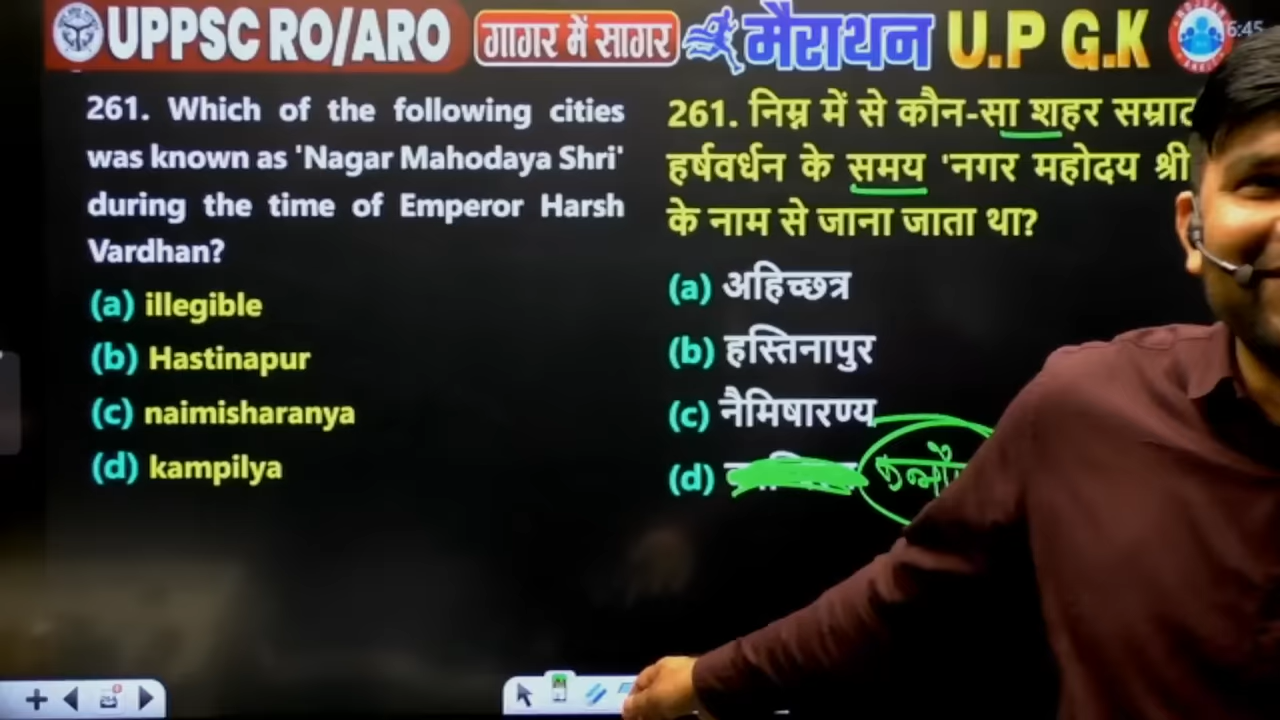 UPPSC RO/ARO गागर में सागर मैराथन U.P G.K
6:45
261. Which of the following cities
was known as 'Nagar Mahodaya Shri'
during the time of Emperor Harsh
Vardhan?
(a) illegible
(b) Hastinapur
(c) naimisharanya
(d) kampilya
261. निम्न में से कौन-सा शहर सम्राट
हर्षवर्धन के समय 'नगर महोदय श्री
के नाम से जाना जाता था?
(a) अहिच्छत्र
(b) हस्तिनापुर
(c) नैमिषारण्य
(d)